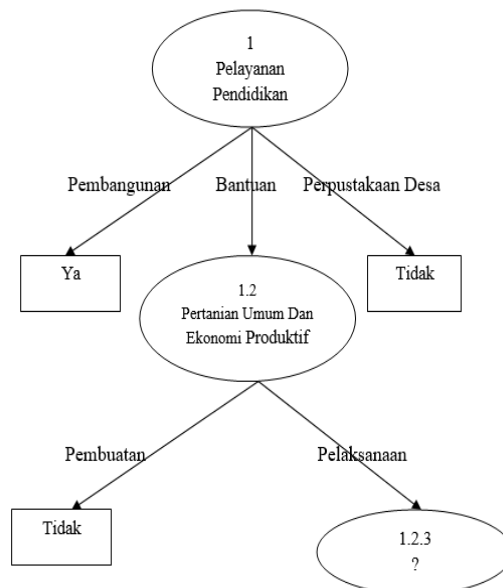 1
Pelayanan
Pendidikan
Pembangunan
Bantuan
Perpustakaan Desa
Ya
1.2
Pertanian Umum Dan
Ekonomi Produktif
Tidak
Pembuatan
Pelaksanaan
Tidak
1.2.3
?